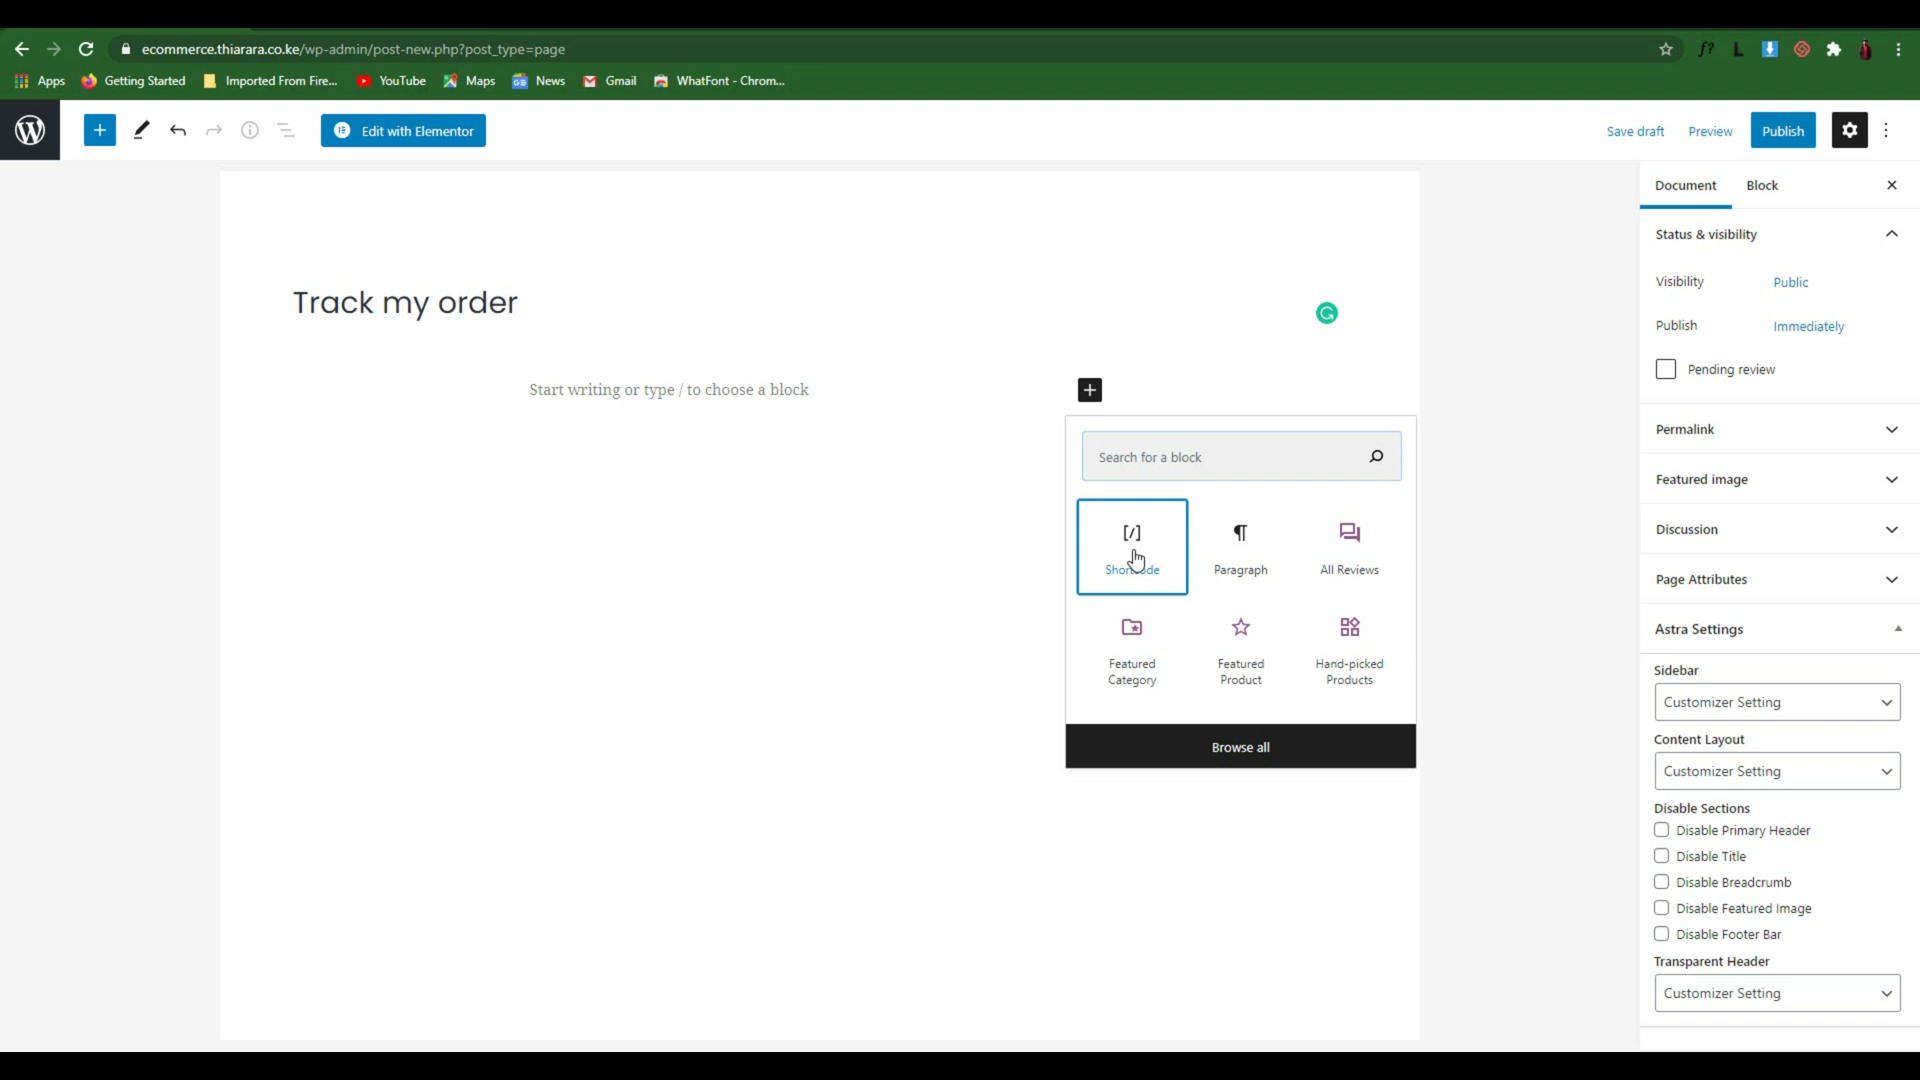 ecommerce.thiarara.co.ke/wp-admin/post-new.php?post_type=page
f? L
Apps Getting Started Imported From Fire... YouTube Maps News Gmail WhatFont - Chrom...
Edit with Elementor Save draft Preview Publish
Document Block
Status & visibility
Visibility Public
Publish Immediately
Pending review
Permalink
Featured image
Discussion
Page Attributes
Astra Settings
Sidebar
Customizer Setting
Content Layout
Customizer Setting
Disable Sections
Disable Primary Header
Disable Title
Disable Breadcrumb
Disable Featured Image
Disable Footer Bar
Transparent Header
Customizer Setting
Track my order
Start writing or type / to choose a block
Search for a block
[/]
Shortcode Paragraph All Reviews
Featured Category
Featured Product
Hand-picked Products
Browse all